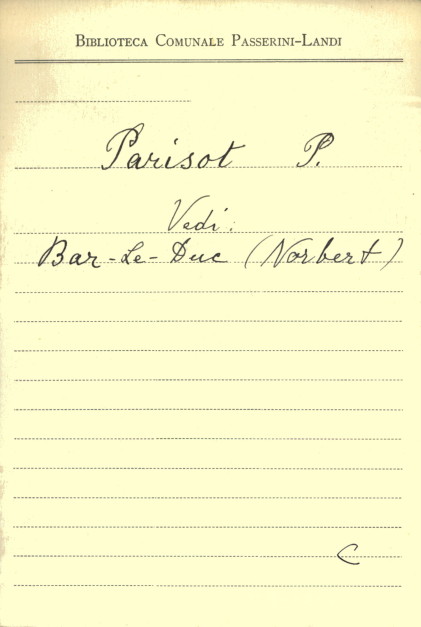 Biblioteca Comunale Passerini-Landi
Parisot P.
Vedi:
Bar-Le-Duc (Norbert)
C